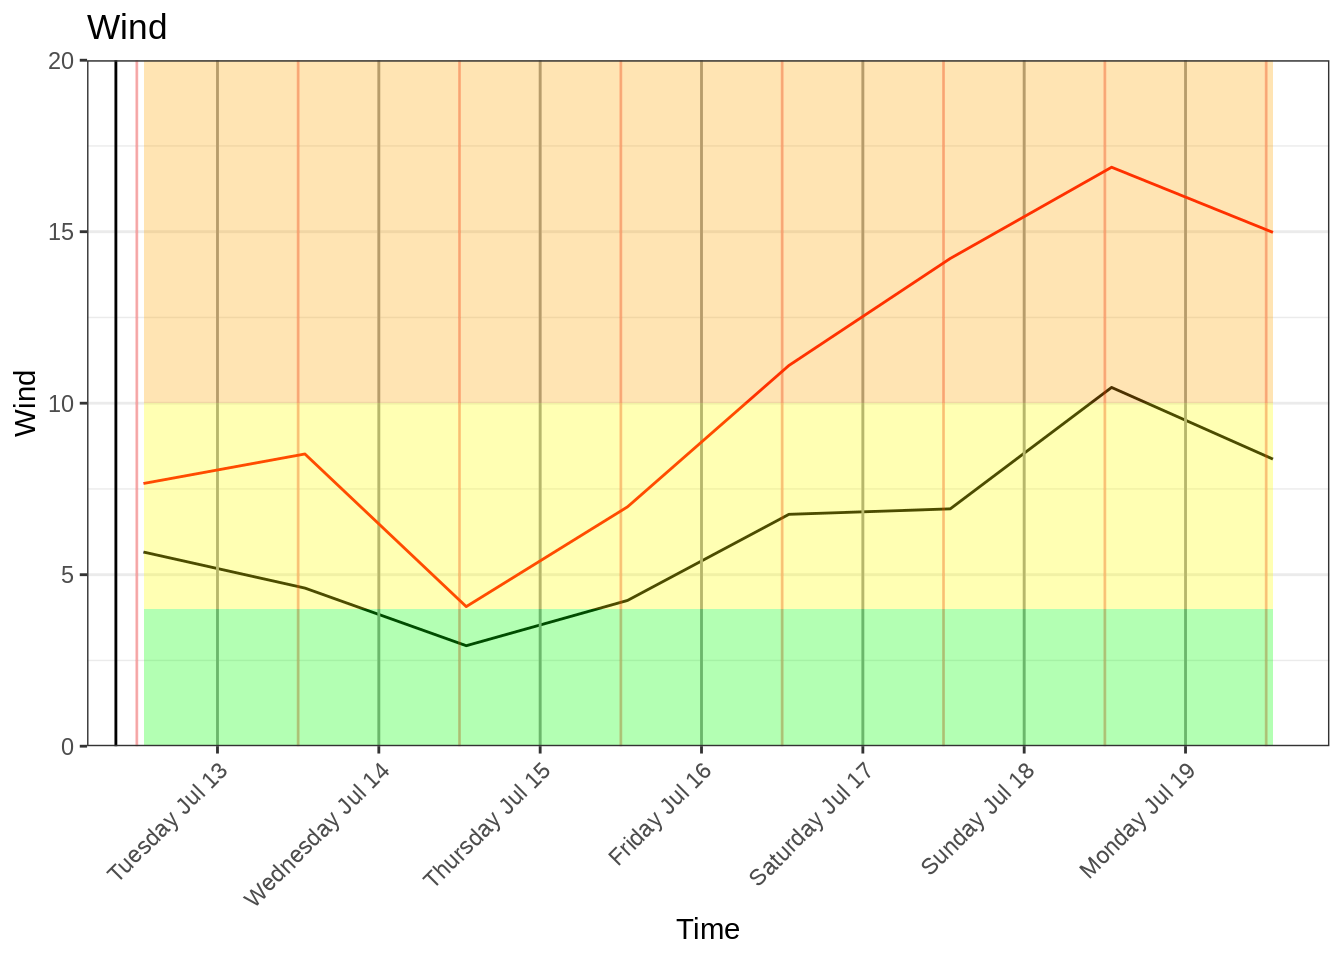 Wind
20
15
10
5
0
Wind
Tuesday Jul 13
Wednesday Jul 14
Thursday Jul 15
Friday Jul 16
Saturday Jul 17
Sunday Jul 18
Monday Jul 19
Time